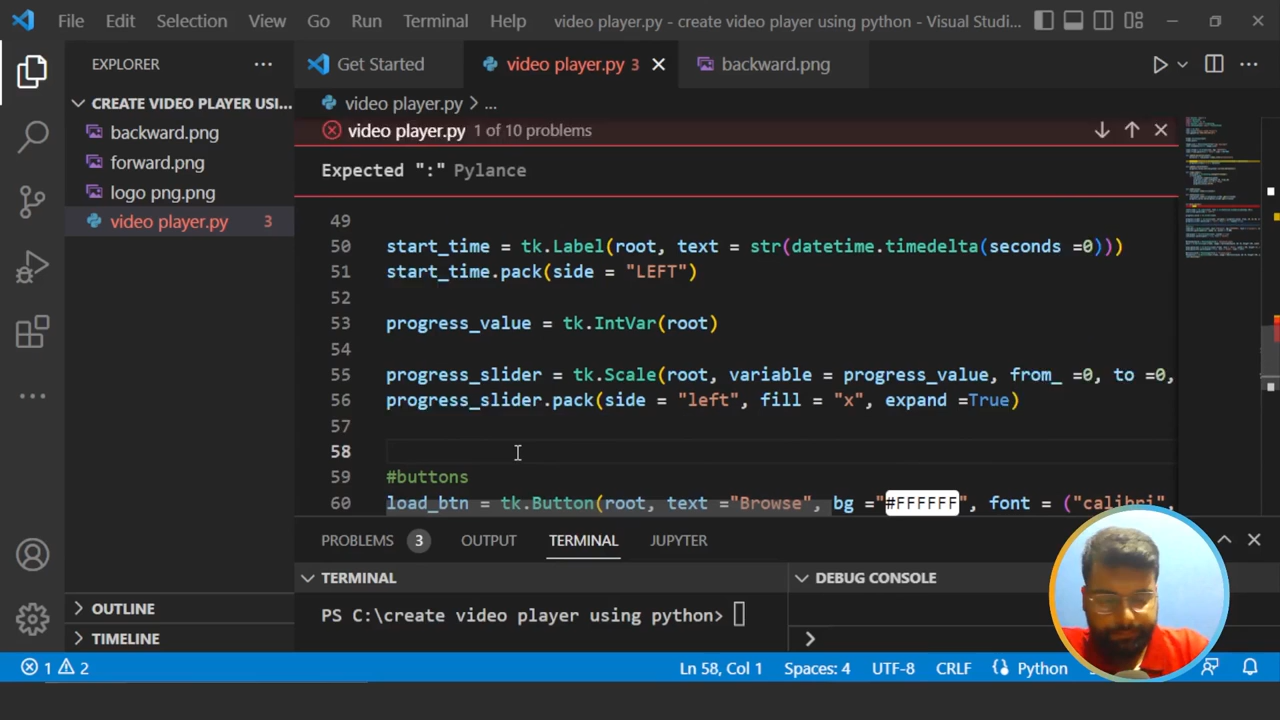 File Edit Selection View Go Run Terminal Help video player.py - create video player using python - Visual Studi...
EXPLORER
CREATE VIDEO PLAYER USI...
backward.png
forward.png
logo png.png
video player.py 3
OUTLINE
TIMELINE
Get Started video player.py 3 backward.png
video player.py > ...
video player.py 1 of 10 problems
Expected ":" Pylance
49
50 start_time = tk.Label(root, text = str(datetime.timedelta(seconds =0)))
51 start_time.pack(side = "LEFT")
52
53 progress_value = tk.IntVar(root)
54
55 progress_slider = tk.Scale(root, variable = progress_value, from_ =0, to =0,
56 progress_slider.pack(side = "left", fill = "x", expand =True)
57
58
59 #buttons
60 load_btn = tk.Button(root, text ="Browse", bg ="#FFFFFF", font = ("calibri",
PROBLEMS 3 OUTPUT TERMINAL JUPYTER
TERMINAL
PS C:\create video player using python>
DEBUG CONSOLE
>
1 2 Ln 58, Col 1 Spaces: 4 UTF-8 CRLF Python